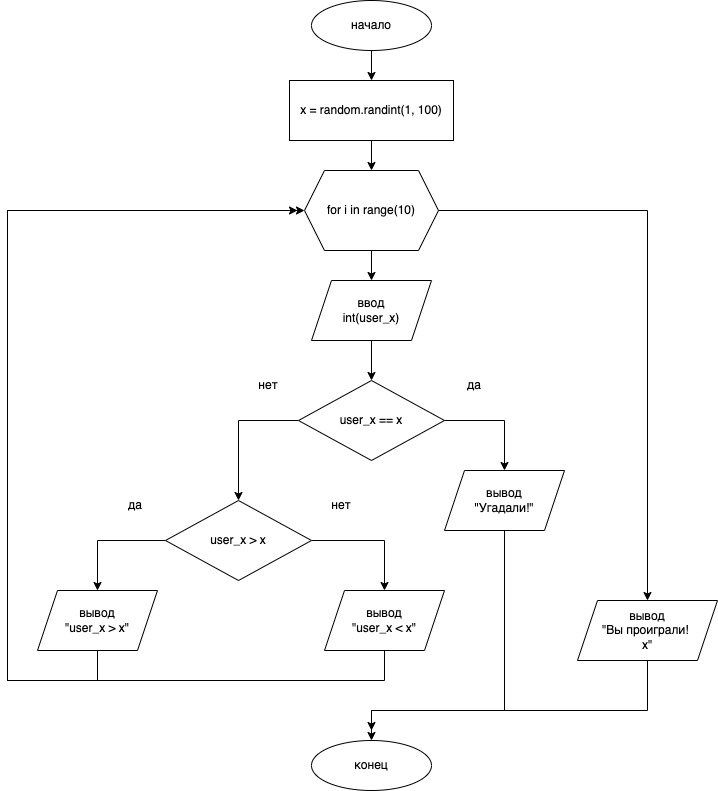 начало
x = random.randint(1, 100)
for i in range(10)
ввод
int(user_x)
нет
да
user_x == x
вывод
"Угадали!"
да
нет
user_x > x
вывод
"user_x > x"
вывод
"user_x < x"
вывод
"Вы проиграли!
x"
конец